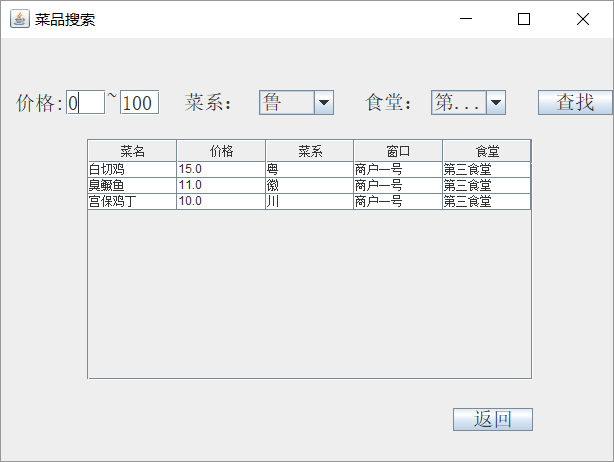 菜品搜索
价格: 0 ~ 100 菜系： 鲁 食堂： 第... 查找
菜名 价格 菜系 窗口 食堂
白切鸡 15.0 粤 商户一号 第三食堂
臭鳜鱼 11.0 徽 商户一号 第三食堂
宫保鸡丁 10.0 川 商户一号 第三食堂
返回